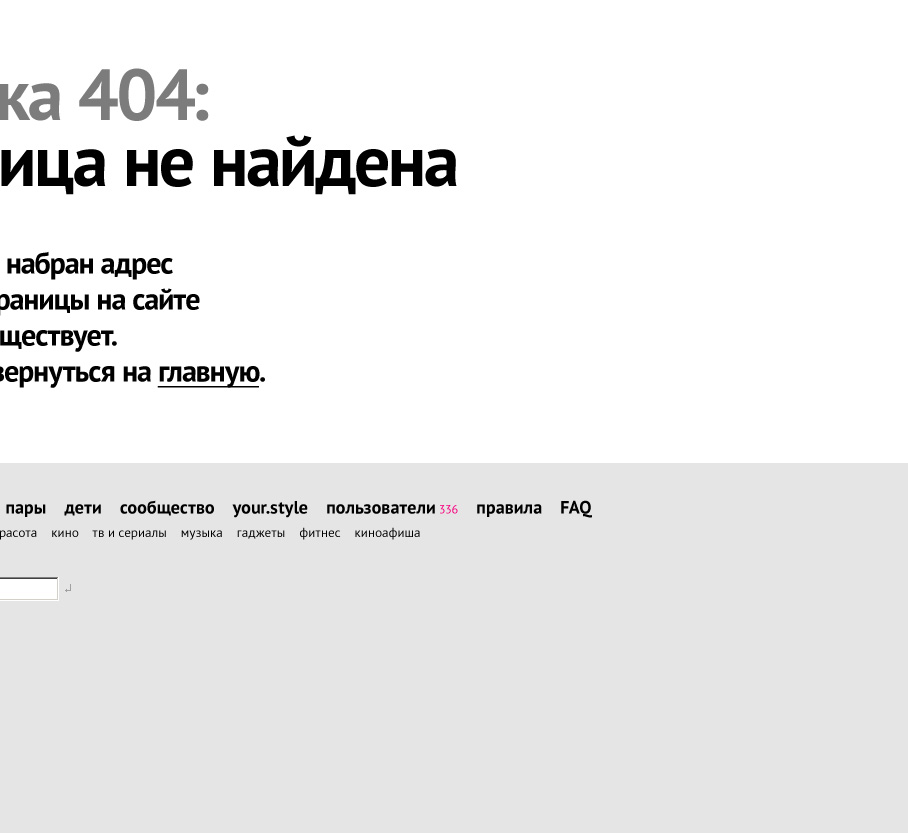 ка 404:
ица не найдена
набран адрес
раницы на сайте
ществует.
вернуться на главную.
пары дети сообщество your.style пользователи 336 правила FAQ
расота кино тв и сериалы музыка гаджеты фитнес киноафиша
↵